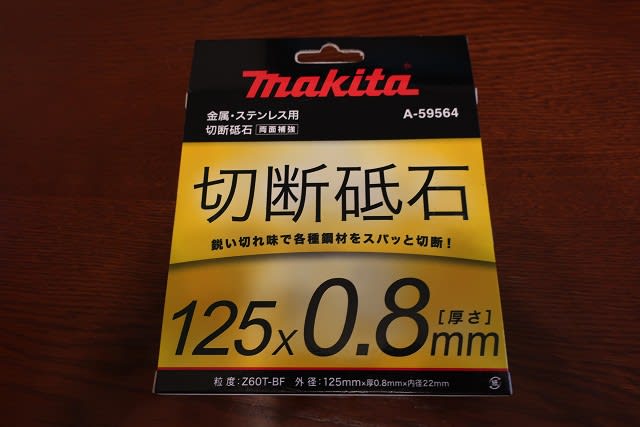 makita
金属・ステンレス用
切断砥石 両面補強
A-59564
切断砥石
鋭い切れ味で各種鋼材をスパッと切断!
125x0.8mm [厚さ]
粒度:Z60T-BF 外径:125mm×厚0.8mm×内径22mm